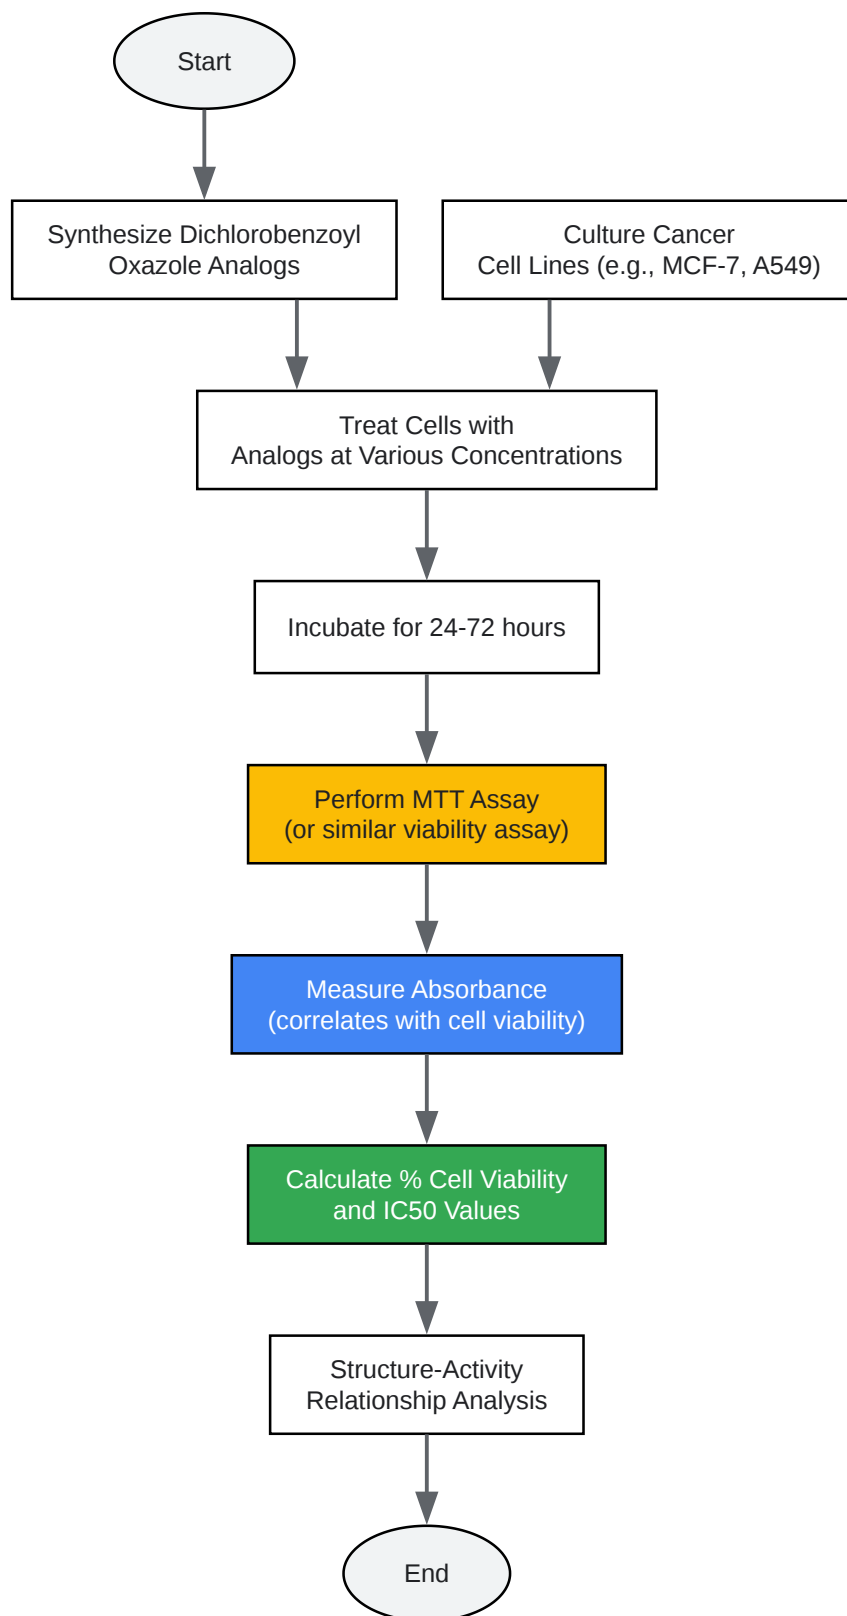 Start
Synthesize Dichlorobenzoyl
Oxazole Analogs
Culture Cancer
Cell Lines (e.g., MCF-7, A549)
Treat Cells with
Analogs at Various Concentrations
Incubate for 24-72 hours
Perform MTT Assay
(or similar viability assay)
Measure Absorbance
(correlates with cell viability)
Calculate % Cell Viability
and IC50 Values
Structure-Activity
Relationship Analysis
End